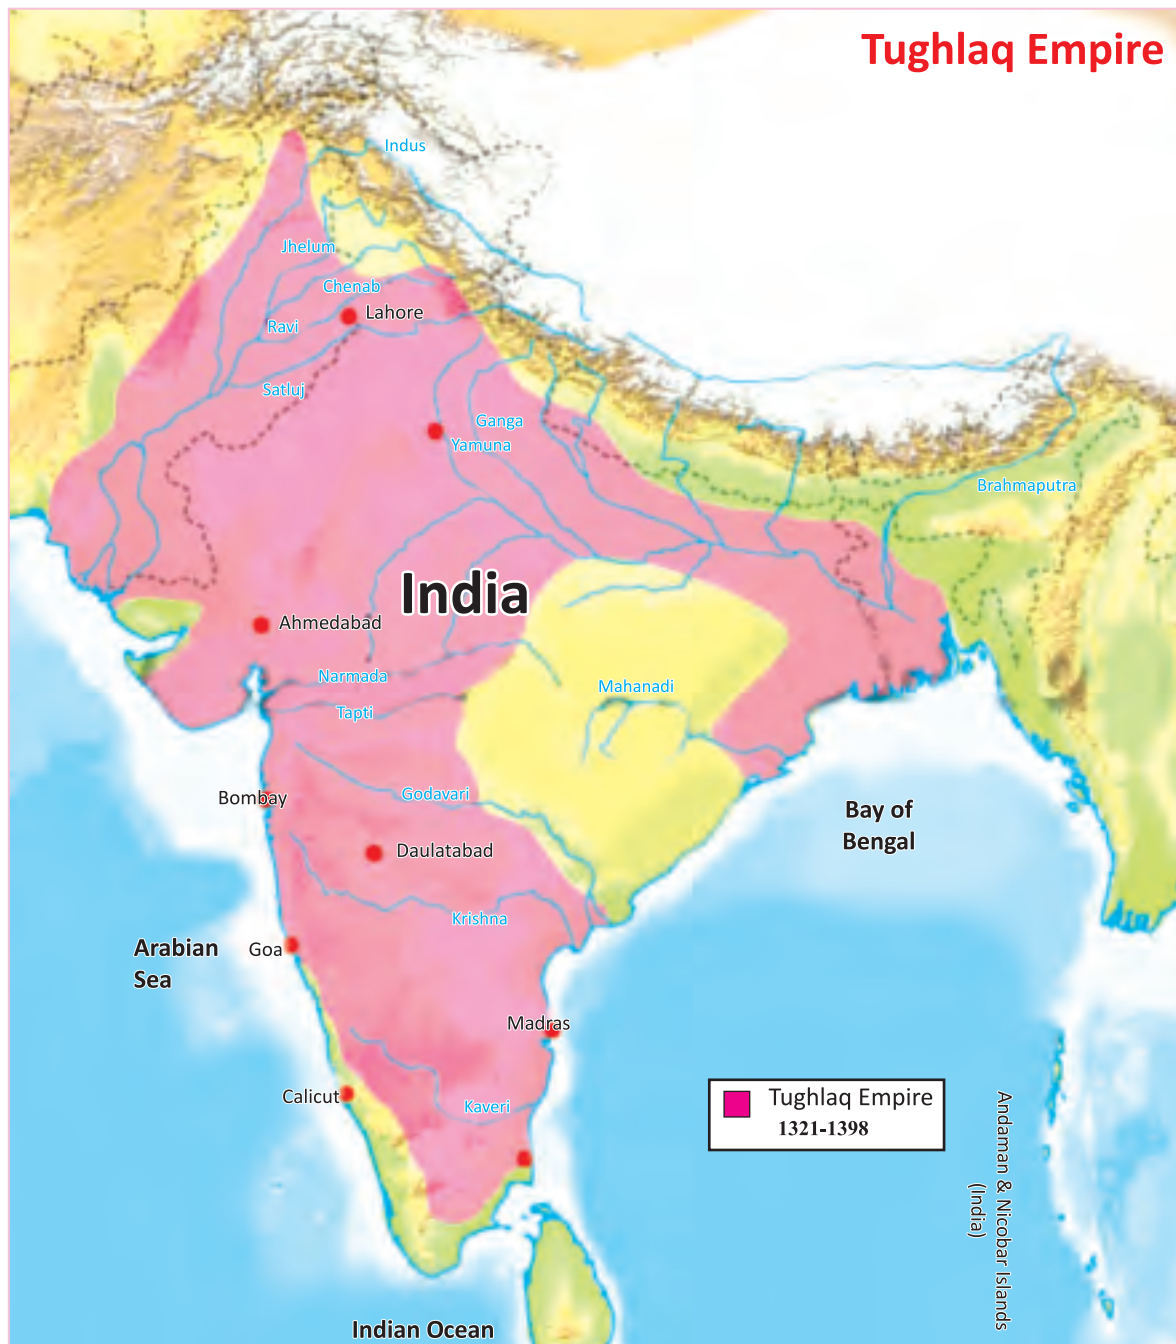 Tughlaq Empire
Indus
Jhelum
Chenab
Lahore
Ravi
Satluj
Ganga
Yamuna
Brahmaputra
India
Ahmedabad
Narmada
Mahanadi
Tapti
Godavari
Bombay
Bay of
Bengal
Daulatabad
Krishna
Arabian
Sea
Goa
Madras
Calicut
Kaveri
Tughlaq Empire
1321-1398
Andaman & Nicobar Islands
(India)
Indian Ocean